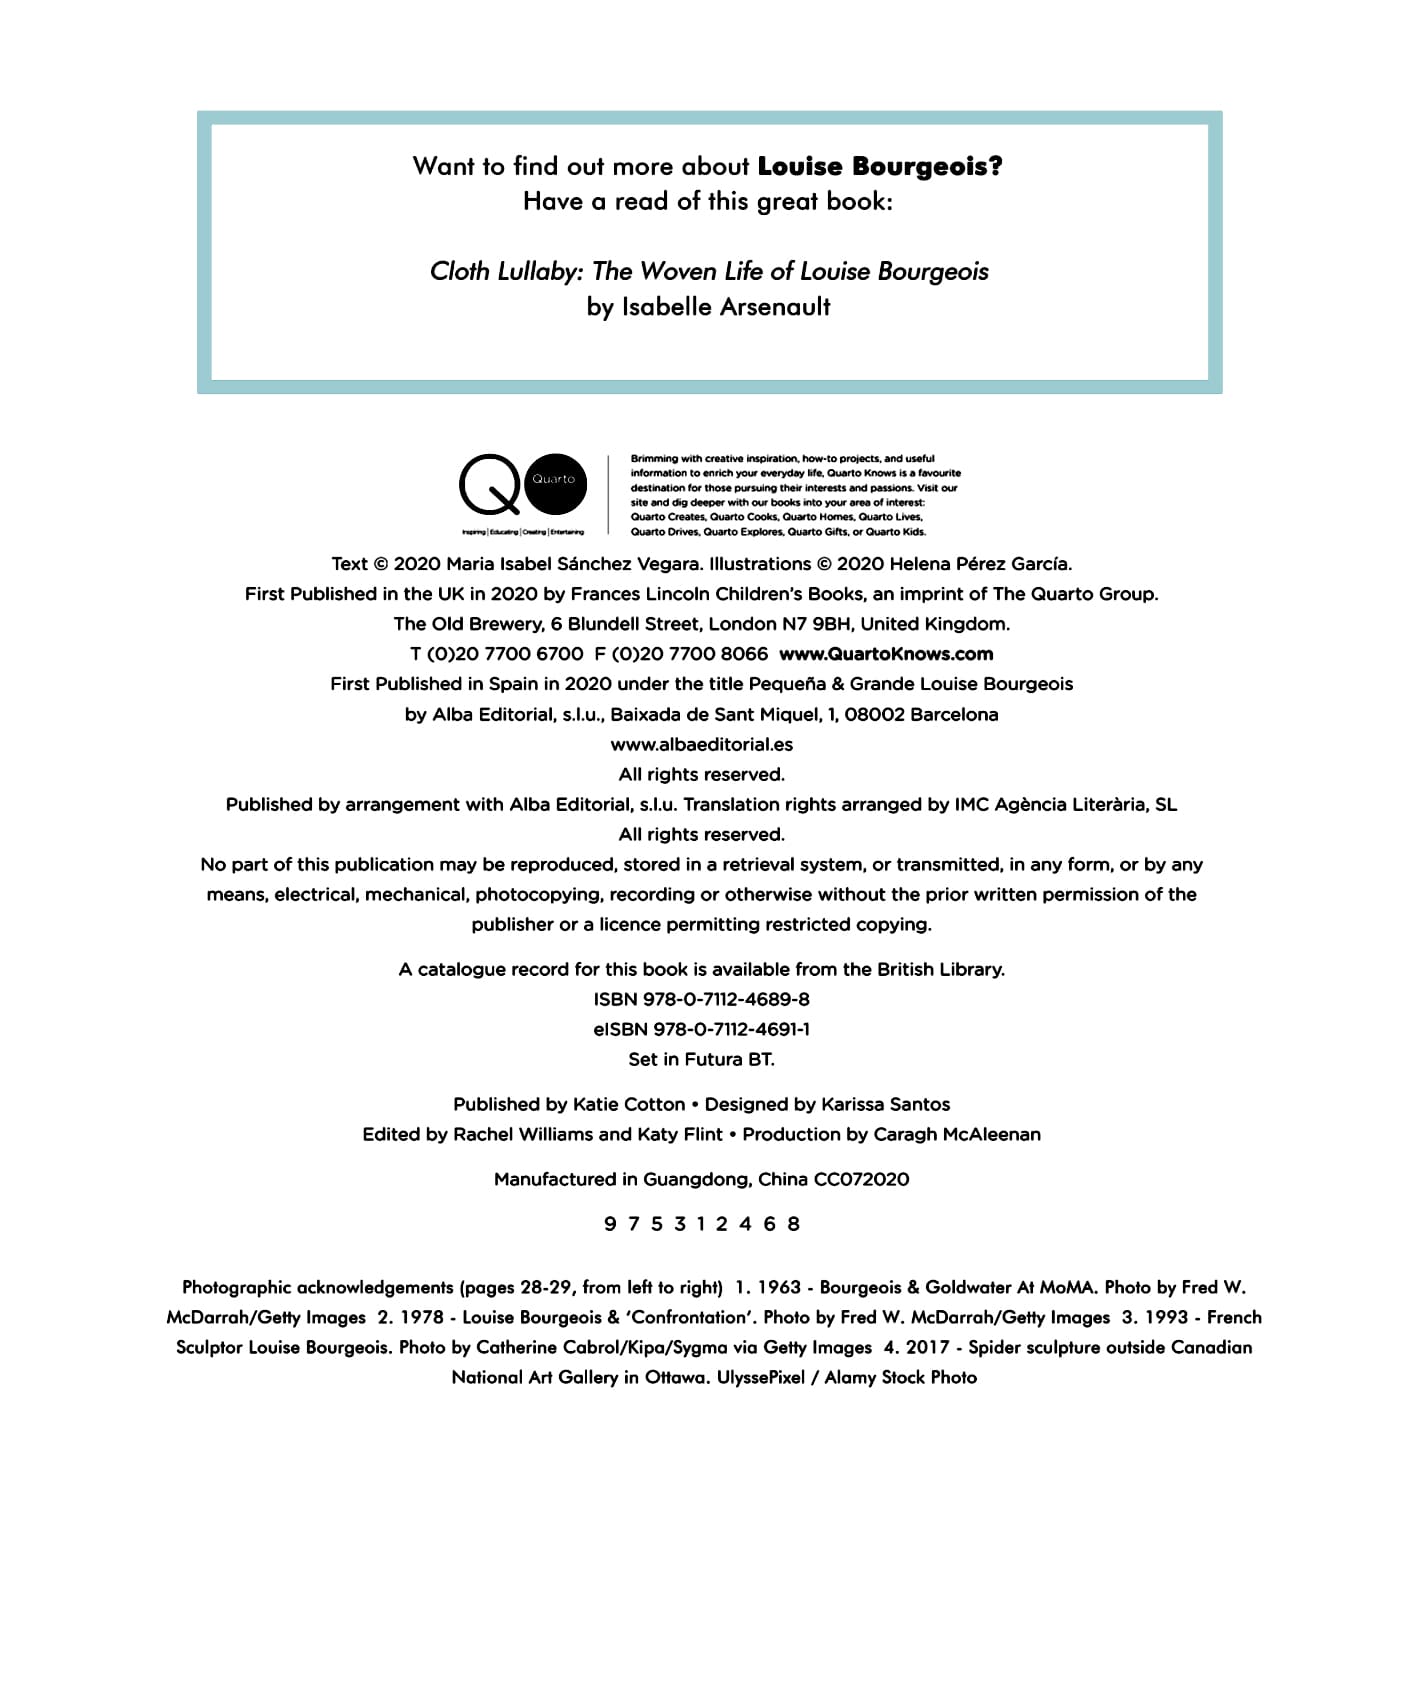 Want to find out more about Louise Bourgeois?
Have a read of this great book:
Cloth Lullaby: The Woven Life of Louise Bourgeois
by Isabelle Arsenault
Quarto
Inspiring | Educating | Creating | Entertaining
Brimming with creative inspiration, how-to projects, and useful
information to enrich your everyday life, Quarto Knows is a favourite
destination for those pursuing their interests and passions. Visit our
site and dig deeper with our books into your area of interest:
Quarto Creates, Quarto Cooks, Quarto Homes, Quarto Lives,
Quarto Drives, Quarto Explores, Quarto Gifts, or Quarto Kids.
Text © 2020 Maria Isabel Sánchez Vegara. Illustrations © 2020 Helena Pérez García.
First Published in the UK in 2020 by Frances Lincoln Children’s Books, an imprint of The Quarto Group.
The Old Brewery, 6 Blundell Street, London N7 9BH, United Kingdom.
T (0)20 7700 6700 F (0)20 7700 8066 www.QuartoKnows.com
First Published in Spain in 2020 under the title Pequeña & Grande Louise Bourgeois
by Alba Editorial, s.l.u., Baixada de Sant Miquel, 1, 08002 Barcelona
www.albaeditorial.es
All rights reserved.
Published by arrangement with Alba Editorial, s.l.u. Translation rights arranged by IMC Agència Literària, SL
All rights reserved.
No part of this publication may be reproduced, stored in a retrieval system, or transmitted, in any form, or by any
means, electrical, mechanical, photocopying, recording or otherwise without the prior written permission of the
publisher or a licence permitting restricted copying.
A catalogue record for this book is available from the British Library.
ISBN 978-0-7112-4689-8
eISBN 978-0-7112-4691-1
Set in Futura BT.
Published by Katie Cotton • Designed by Karissa Santos
Edited by Rachel Williams and Katy Flint • Production by Caragh McAleenan
Manufactured in Guangdong, China CC072020
9 7 5 3 1 2 4 6 8
Photographic acknowledgements (pages 28-29, from left to right) 1. 1963 - Bourgeois & Goldwater At MoMA. Photo by Fred W.
McDarrah/Getty Images 2. 1978 - Louise Bourgeois & ‘Confrontation’. Photo by Fred W. McDarrah/Getty Images 3. 1993 - French
Sculptor Louise Bourgeois. Photo by Catherine Cabrol/Kipa/Sygma via Getty Images 4. 2017 - Spider sculpture outside Canadian
National Art Gallery in Ottawa. UlyssePixel / Alamy Stock Photo